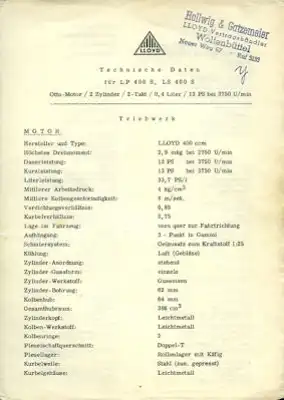 LLOYD
Hellwig & Gatzemeier
LLOYD Vertragshändler
Wolfenbüttel
Neuer Weg 67 - Ruf 5133
Technische Daten
für LP 400 S, LS 400 S
Otto-Motor / 2 Zylinder / 2-Takt / 0,4 Liter / 13 PS bei 3750 U/min
Triebwerk
MOTOR
Hersteller und Type: LLOYD 400 ccm
Höchstes Drehmoment: 2,9 mkg bei 2750 U/min
Dauerleistung: 13 PS bei 3750 U/min
Kurzleistung: 13 PS bei 3750 U/min
Literleistung: 33,7 PS/l
Mittlerer Arbeitsdruck: 4 kg/cm²
Mittlere Kolbengeschwindigkeit: 8 m/sek.
Verdichtungsverhältnis: 6,85
Kurbelverhältnis: 3,75
Lage im Fahrzeug: vorn quer zur Fahrtrichtung
Aufhängung: 3 - Punkt in Gummi
Schmiersystem: Gelzusatz zum Kraftstoff 1:25
Kühlung: Luft (Gebläse)
Zylinder-Anordnung: stehend
Zylinder-Gussform: einzeln
Zylinder-Werkstoff: Gusseisen
Zylinder-Bohrung: 62 mm
Kolbenhub: 64 mm
Gesamthubraum: 386 cm³
Zylinderkopf: Leichtmetall
Kolben-Werkstoff: Leichtmetall
Kolbenringe: 3
Pleuelschaftquerschnitt: Doppel-T
Pleuellager: Rollenlager mit Käfig
Kurbelwelle: Stahl (zus. gepresst)
Kurbelgehäuse: Leichtmetall